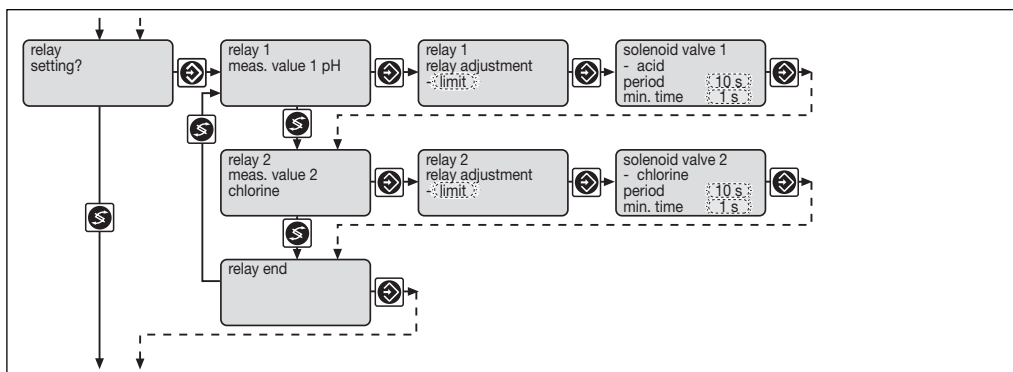 relay
setting?
relay 1
meas. value 1 pH
relay 1
relay adjustment
- limit
solenoid valve 1
- acid
period 10 s
min. time 1 s
relay 2
meas. value 2
chlorine
relay 2
relay adjustment
- limit
solenoid valve 2
- chlorine
period 10 s
min. time 1 s
relay end